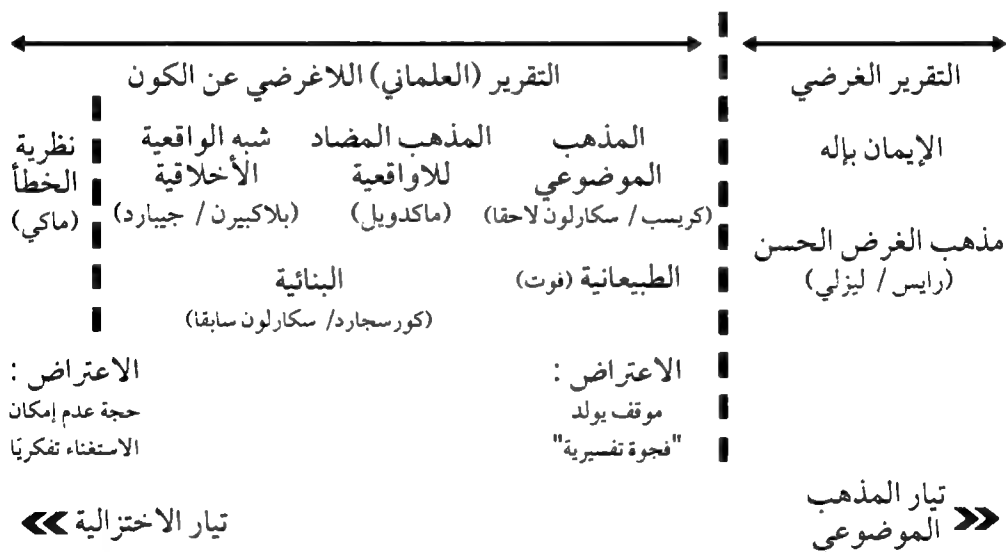 التقرير الغرضي
الإيمان بإله
مذهب الغرض الحسن
(رايس / ليزلي)
التقرير (العلماني) اللاغرضي عن الكون
المذهب
الموضوعي
(كريسب/ سكارلون لاحقا)
المذهب المضاد
للاواقعية
(ماكدويل)
شبه الواقعية
الأخلاقية
(بلاكبيرن / جيبارد)
نظرية
الخطأ
(ماكي)
الطبيعانية (فوت)
البنائية
(كورسجارد/ سكارلون سابقا)
الاعتراض :
موقف يولد
"فجوة تفسيرية"
الاعتراض :
حجة عدم إمكان
الاستغناء تفكريًا
تيار المذهب
الموضوعي
تيار الاختزالية